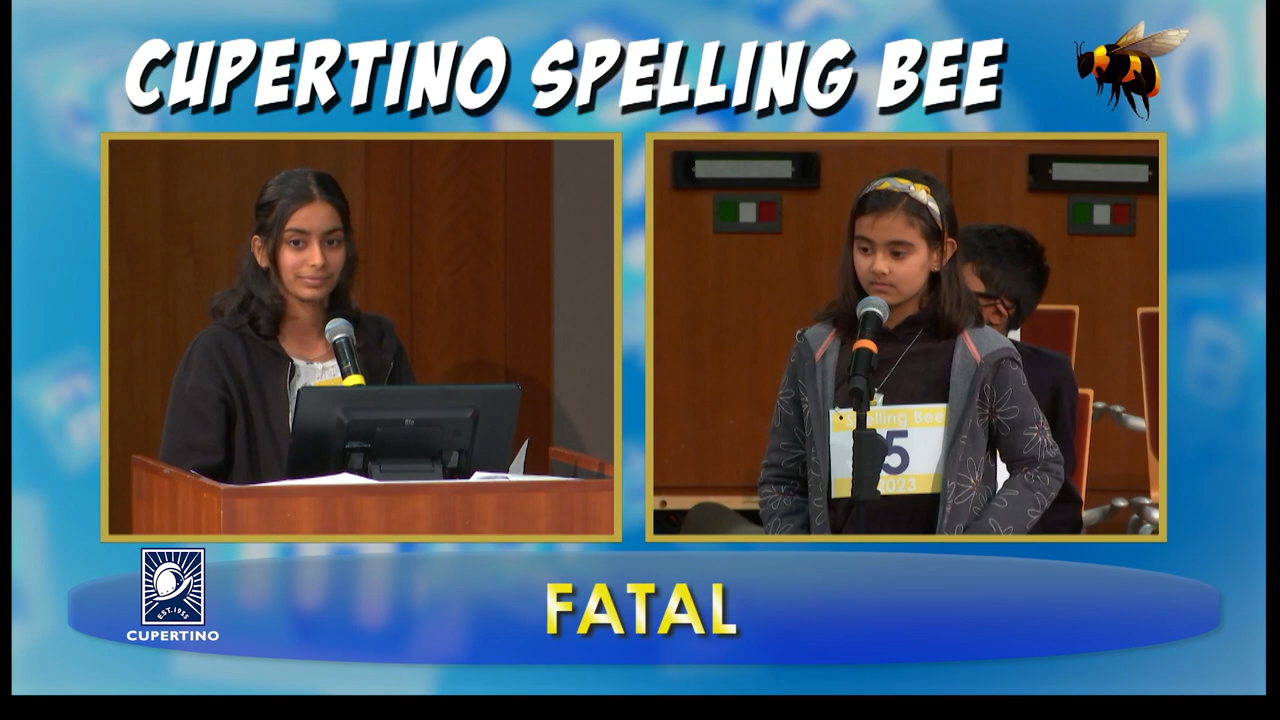 CUPERTINO SPELLING BEE
Spelling Bee
5
2023
EST. 1955
CUPERTINO
FATAL